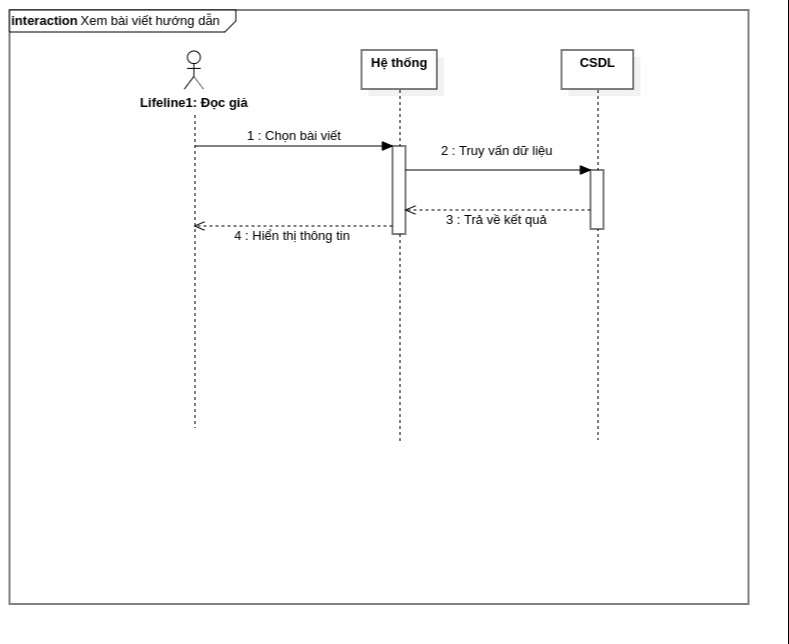 interaction Xem bài viết hướng dẫn
Hệ thống
CSDL
Lifeline1: Đọc giả
1 : Chọn bài viết
2 : Truy vấn dữ liệu
3 : Trả về kết quả
4 : Hiển thị thông tin